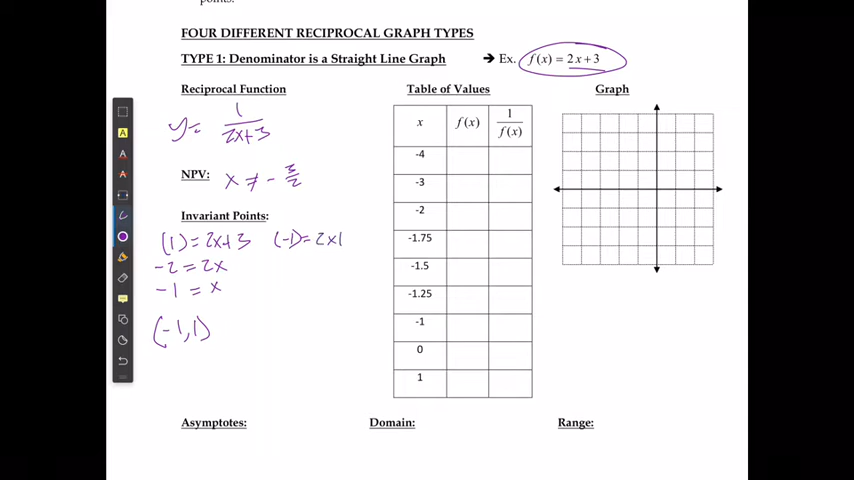 points.
FOUR DIFFERENT RECIPROCAL GRAPH TYPES
TYPE 1: Denominator is a Straight Line Graph → Ex. f(x) = 2x + 3
Reciprocal Function
Table of Values
Graph
y = 1/(2x+3)
x f(x) 1/f(x)
-4
-3
-2
-1.75
-1.5
-1.25
-1
0
1
NPV: x ≠ -3/2
Invariant Points:
(1) = 2x+3 (-1) = 2x1
-2 = 2x
-1 = x
(-1, 1)
Asymptotes: Domain: Range:
A
A
A